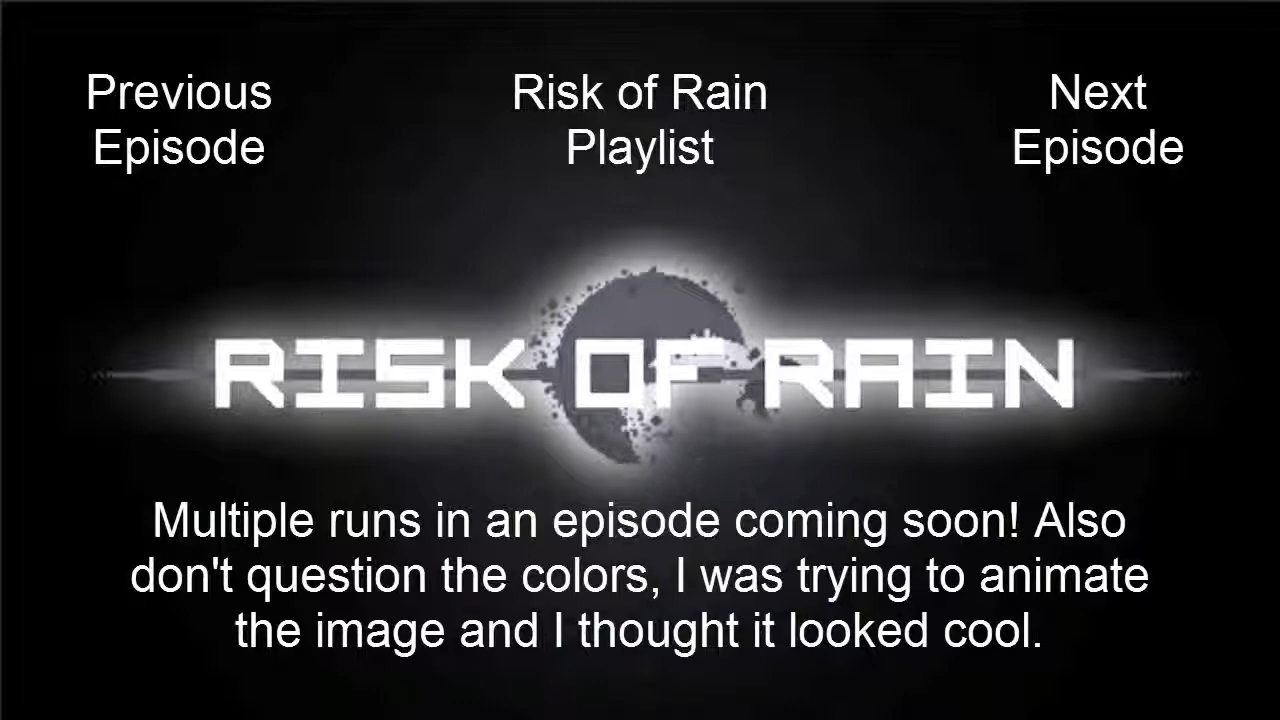 Previous
Episode
Risk of Rain
Playlist
Next
Episode
RISK OF RAIN
Multiple runs in an episode coming soon! Also
don't question the colors, I was trying to animate
the image and I thought it looked cool.